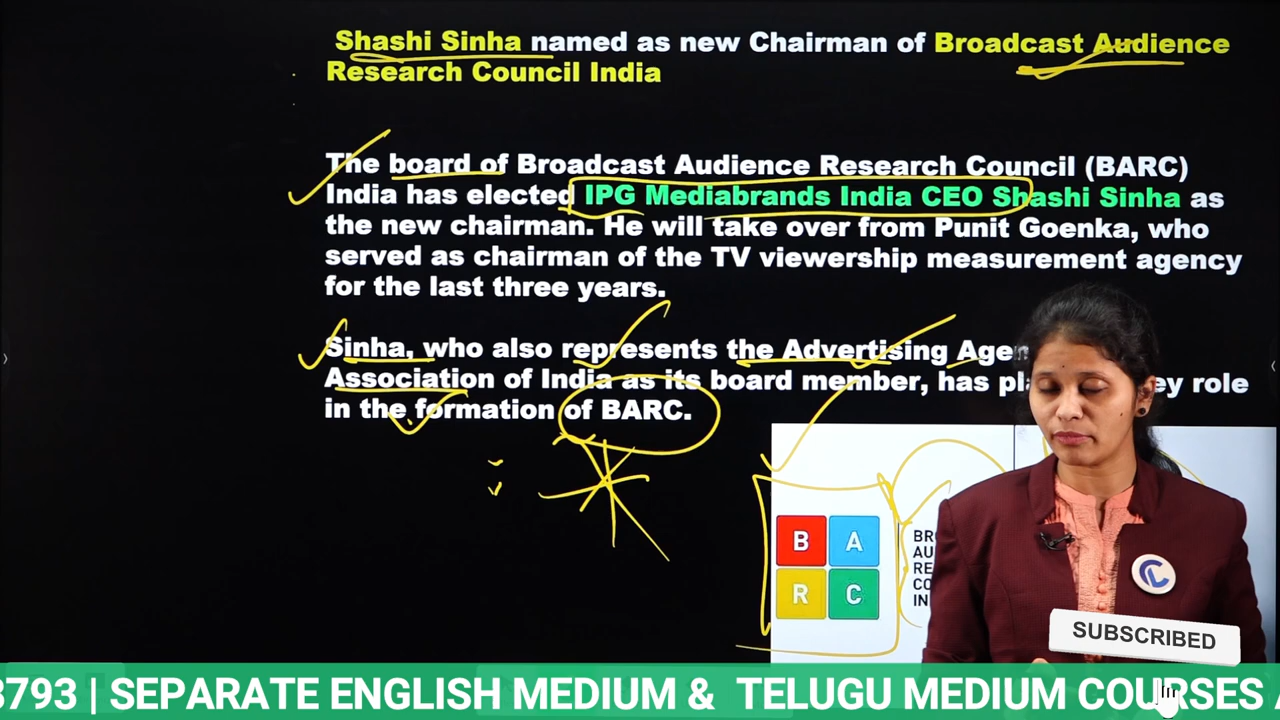 Shashi Sinha named as new Chairman of Broadcast Audience
Research Council India
The board of Broadcast Audience Research Council (BARC)
India has elected IPG Mediabrands India CEO Shashi Sinha as
the new chairman. He will take over from Punit Goenka, who
served as chairman of the TV viewership measurement agency
for the last three years.
Sinha, who also represents the Advertising
Association of India as its board member, has role
in the formation of BARC.
B A
R C
SUBSCRIBED
3793 | SEPARATE ENGLISH MEDIUM & TELUGU MEDIUM COURSES